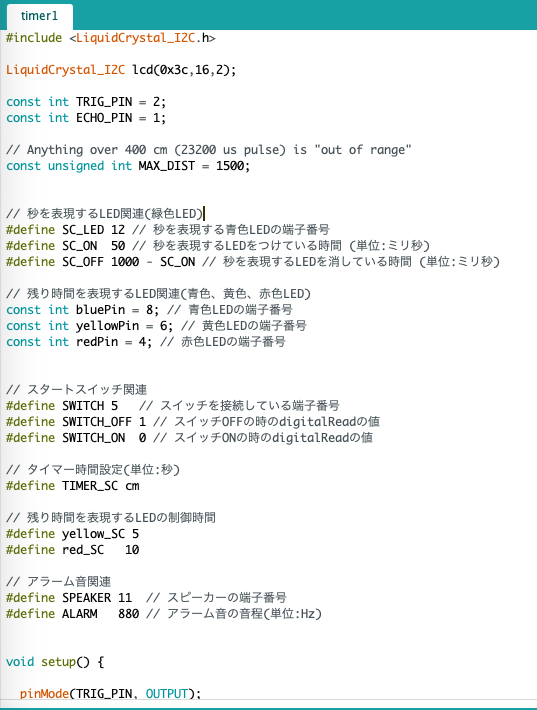 timer1
#include <LiquidCrystal_I2C.h>
LiquidCrystal_I2C lcd(0x3c,16,2);
const int TRIG_PIN = 2;
const int ECHO_PIN = 1;
// Anything over 400 cm (23200 us pulse) is "out of range"
const unsigned int MAX_DIST = 1500;
// 秒を表現するLED関連(緑色LED)
#define SC_LED 12 // 秒を表現する青色LEDの端子番号
#define SC_ON  50 // 秒を表現するLEDをつけている時間 (単位:ミリ秒)
#define SC_OFF 1000 - SC_ON // 秒を表現するLEDを消している時間 (単位:ミリ秒)
// 残り時間を表現するLED関連(青色、黄色、赤色LED)
const int bluePin = 8; // 青色LEDの端子番号
const int yellowPin = 6; // 黄色LEDの端子番号
const int redPin = 4; // 赤色LEDの端子番号
// スタートスイッチ関連
#define SWITCH 5   // スイッチを接続している端子番号
#define SWITCH_OFF 1 // スイッチOFFの時のdigitalReadの値
#define SWITCH_ON  0 // スイッチONの時のdigitalReadの値
// タイマー時間設定(単位:秒)
#define TIMER_SC cm
// 残り時間を表現するLEDの制御時間
#define yellow_SC 5
#define red_SC   10
// アラーム音関連
#define SPEAKER 11  // スピーカーの端子番号
#define ALARM   880 // アラーム音の音程(単位:Hz)
void setup() {
pinMode(TRIG_PIN, OUTPUT);